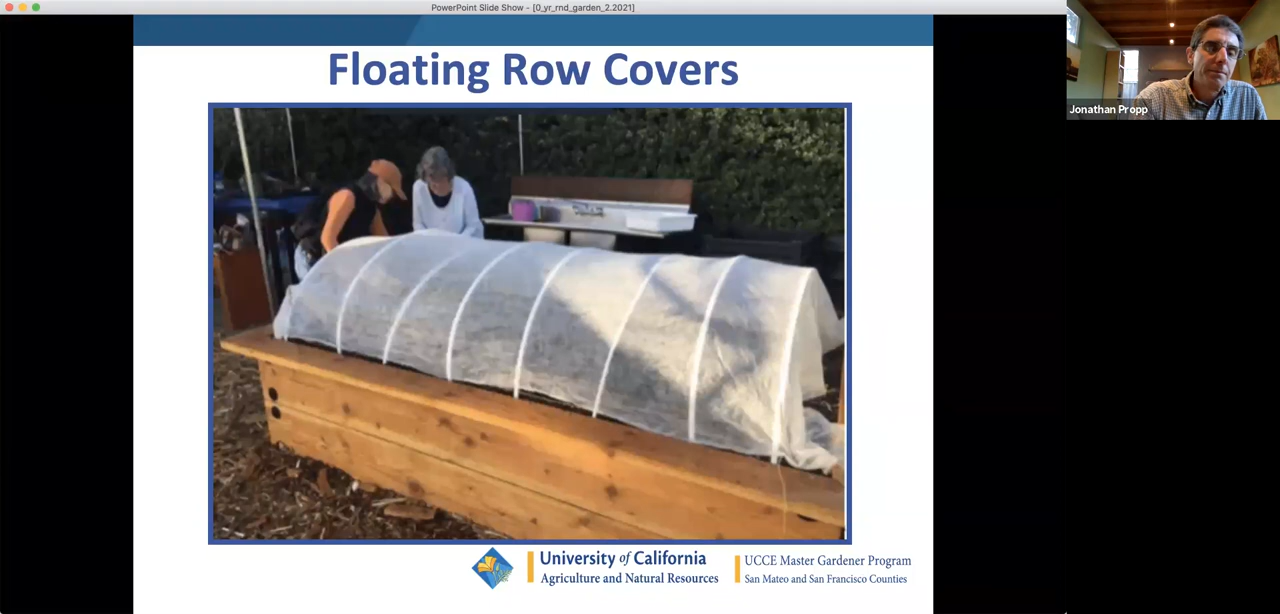 PowerPoint Slide Show - [0_yr_rnd_garden_2.2021]
Jonathan Propp
Floating Row Covers
University of California
Agriculture and Natural Resources
UCCE Master Gardener Program
San Mateo and San Francisco Counties